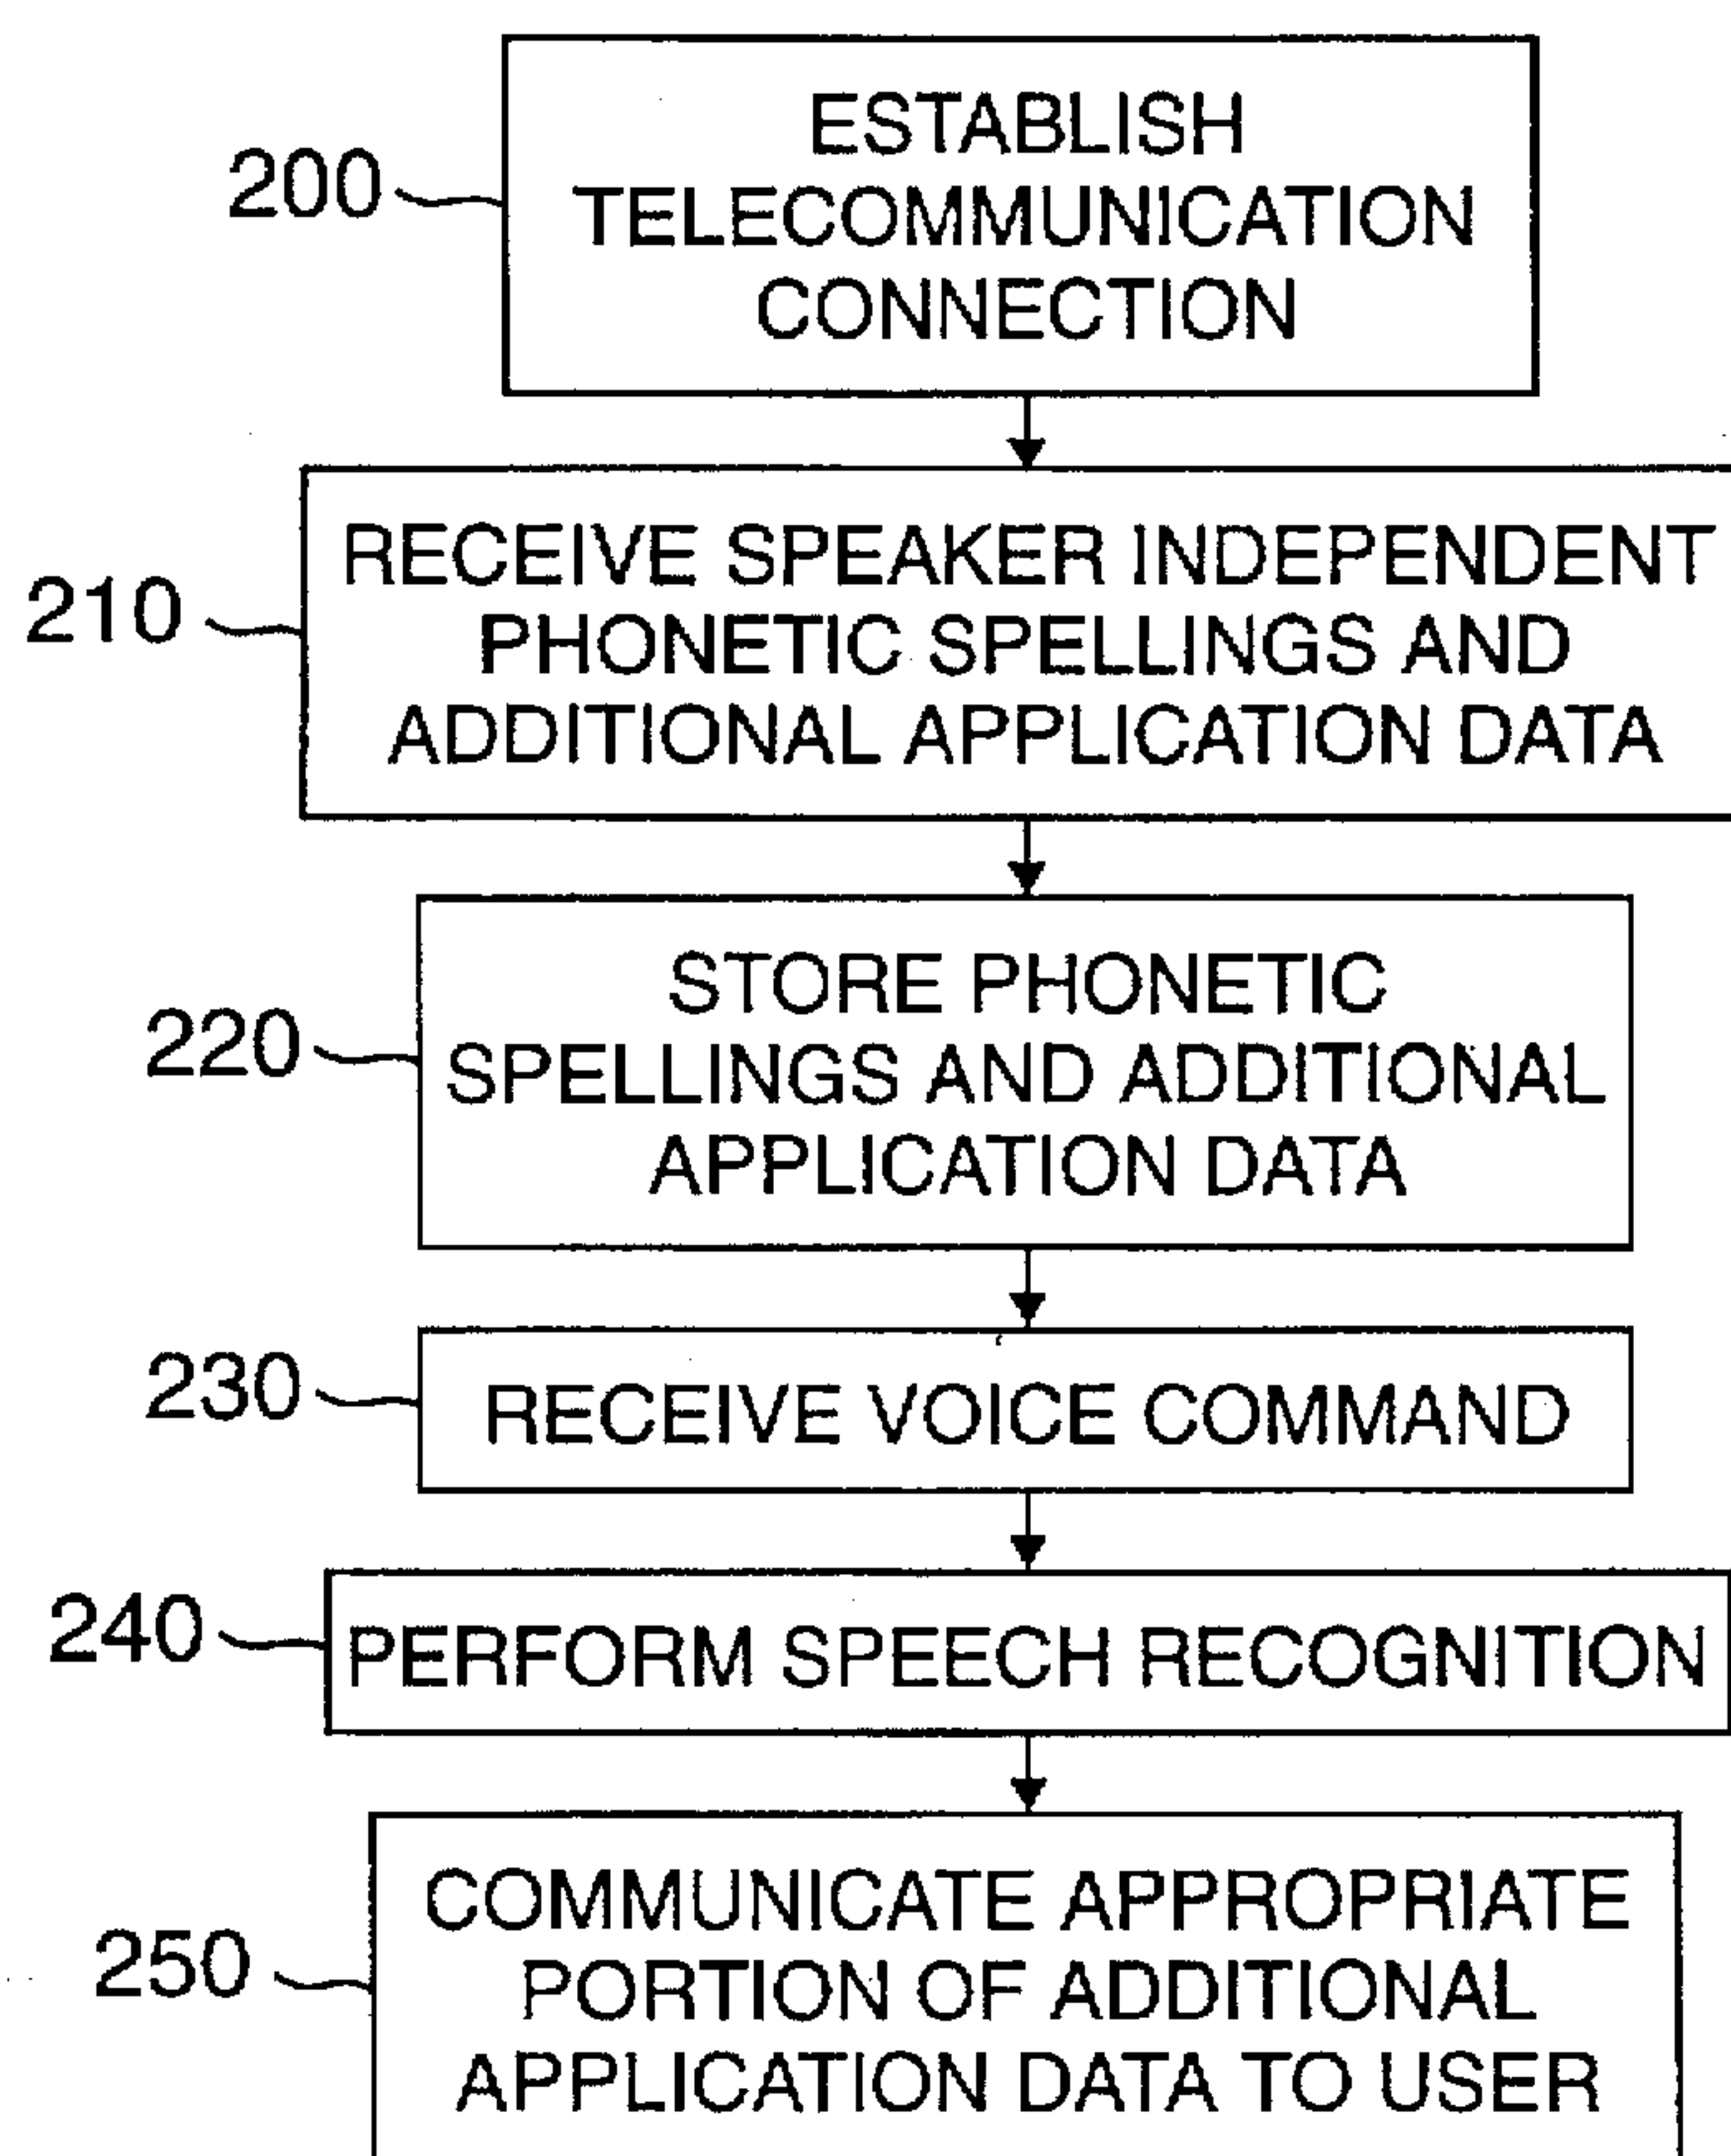 ESTABLISH
200 TELECOMMUNICATION
CONNECTION
RECEIVE SPEAKER INDEPENDENT
210 PHONETIC SPELLINGS AND
ADDITIONAL APPLICATION DATA
STORE PHONETIC
220 SPELLINGS AND ADDITIONAL
APPLICATION DATA
230 RECEIVE VOICE COMMAND
240 PERFORM SPEECH RECOGNITION
COMMUNICATE APPROPRIATE
250 PORTION OF ADDITIONAL
APPLICATION DATA TO USER